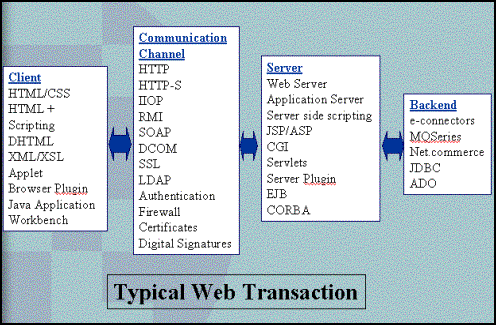 Client
HTML/CSS
HTML +
Scripting
DHTML
XML/XSL
Applet
Browser Plugin
Java Application
Workbench
Communication
Channel
HTTP
HTTP-S
IIOP
RMI
SOAP
DCOM
SSL
LDAP
Authentication
Firewall
Certificates
Digital Signatures
Server
Web Server
Application Server
Server side scripting
JSP/ASP
CGI
Servlets
Server Plugin
EJB
CORBA
Backend
e-connectors
MQSeries
Net.commerce
JDBC
ADO
Typical Web Transaction